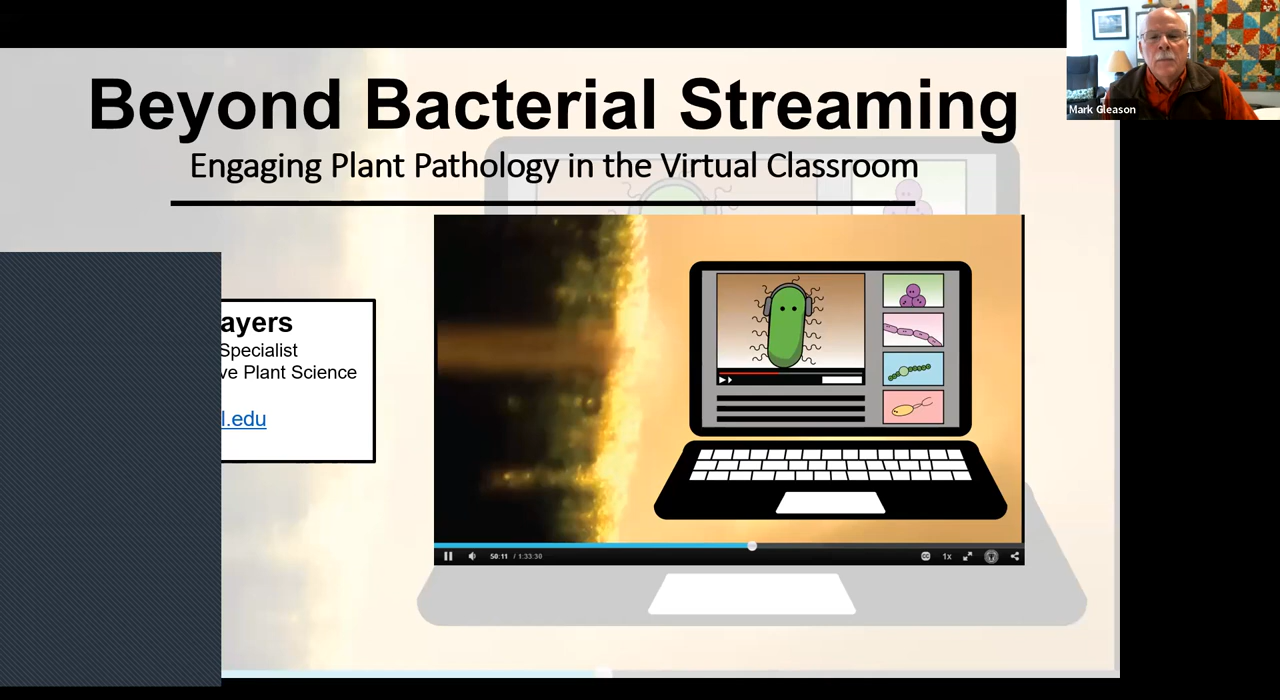 Beyond Bacterial Streaming
Engaging Plant Pathology in the Virtual Classroom
Mark Gleason
ayers
Specialist
ve Plant Science
l.edu
50:11 / 1:33:30
CC
1x